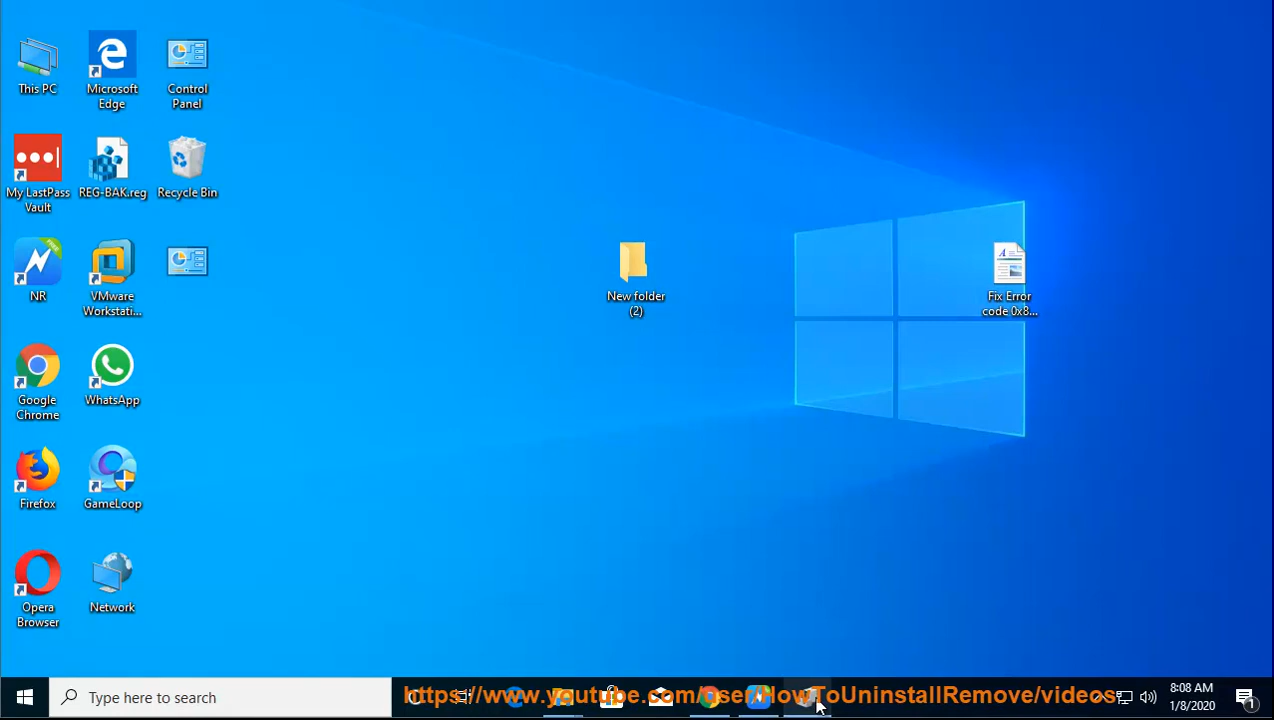 This PC
Microsoft
Edge
Control
Panel
My LastPass
Vault
REG-BAK.reg
Recycle Bin
NR
VMware
Workstati...
New folder
(2)
Fix Error
code 0x8...
Google
Chrome
WhatsApp
Firefox
GameLoop
Opera
Browser
Network
Type here to search
https://www.youtube.com/user/HowToUninstallRemove/videos
8:08 AM
1/8/2020
1